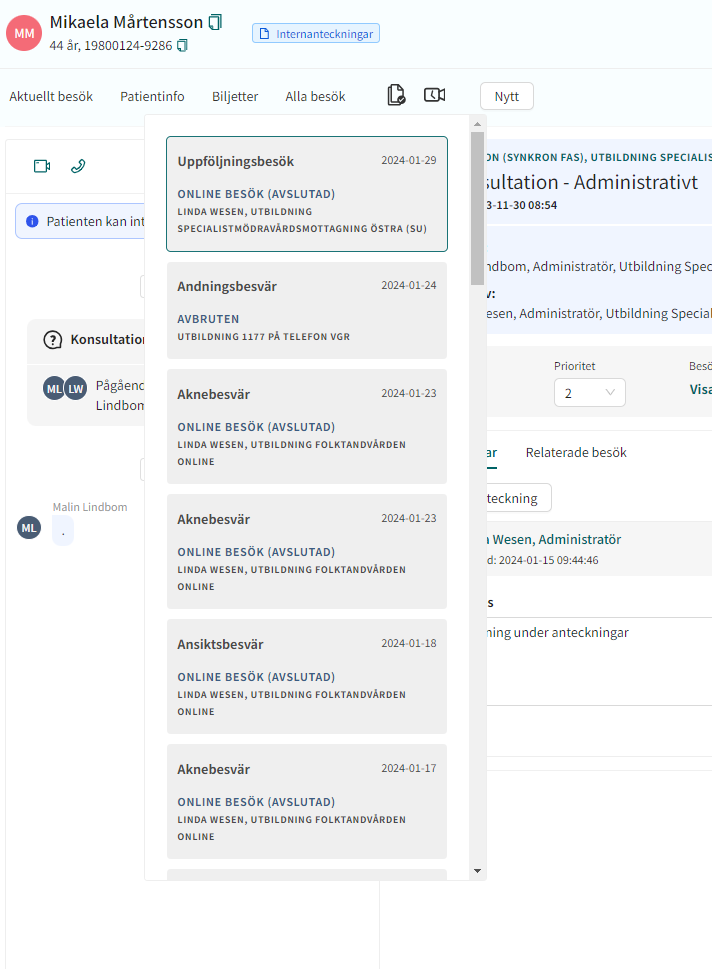 MM
Mikaela Mårtensson
44 år, 19800124-9286
Internanteckningar
Aktuellt besök
Patientinfo
Biljetter
Alla besök
Nytt
Patienten kan int
Konsultation
ML LW
Pågåend
Lindbom
Malin Lindbom
ML
.
Uppföljningsbesök
2024-01-29
ONLINE BESÖK (AVSLUTAD)
LINDA WESEN, UTBILDNING
SPECIALISTMÖDRAVÅRDSMOTTAGNING ÖSTRA (SU)
Andningsbesvär
2024-01-24
AVBRUTEN
UTBILDNING 1177 PÅ TELEFON VGR
Aknebesvär
2024-01-23
ONLINE BESÖK (AVSLUTAD)
LINDA WESEN, UTBILDNING FOLKTANDVÅRDEN
ONLINE
Aknebesvär
2024-01-23
ONLINE BESÖK (AVSLUTAD)
LINDA WESEN, UTBILDNING FOLKTANDVÅRDEN
ONLINE
Ansiktsbesvär
2024-01-18
ONLINE BESÖK (AVSLUTAD)
LINDA WESEN, UTBILDNING FOLKTANDVÅRDEN
ONLINE
Aknebesvär
2024-01-17
ONLINE BESÖK (AVSLUTAD)
LINDA WESEN, UTBILDNING FOLKTANDVÅRDEN
ONLINE
ON (SYNKRON FAS), UTBILDNING SPECIALIS
sultation - Administrativt
3-11-30 08:54
ndbom, Administratör, Utbildning Spec
v:
esen, Administratör, Utbildning Special
Prioritet
Besö
2
Visa
ar
Relaterade besök
teckning
a Wesen, Administratör
d: 2024-01-15 09:44:46
s
ning under anteckningar